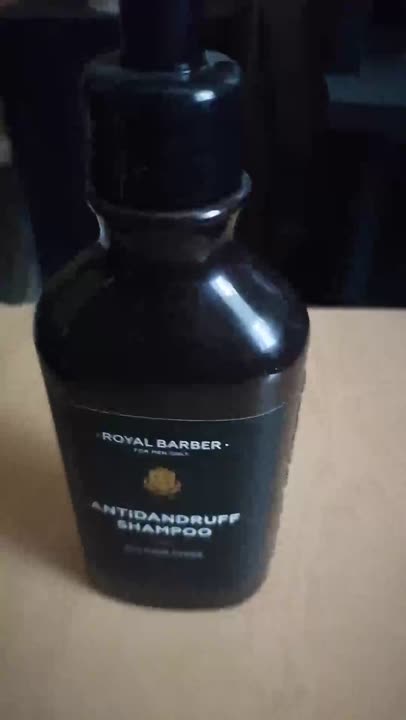 ·ROYAL BARBER·
FOR MEN ONLY
ANTIDANDRUFF
SHAMPOO